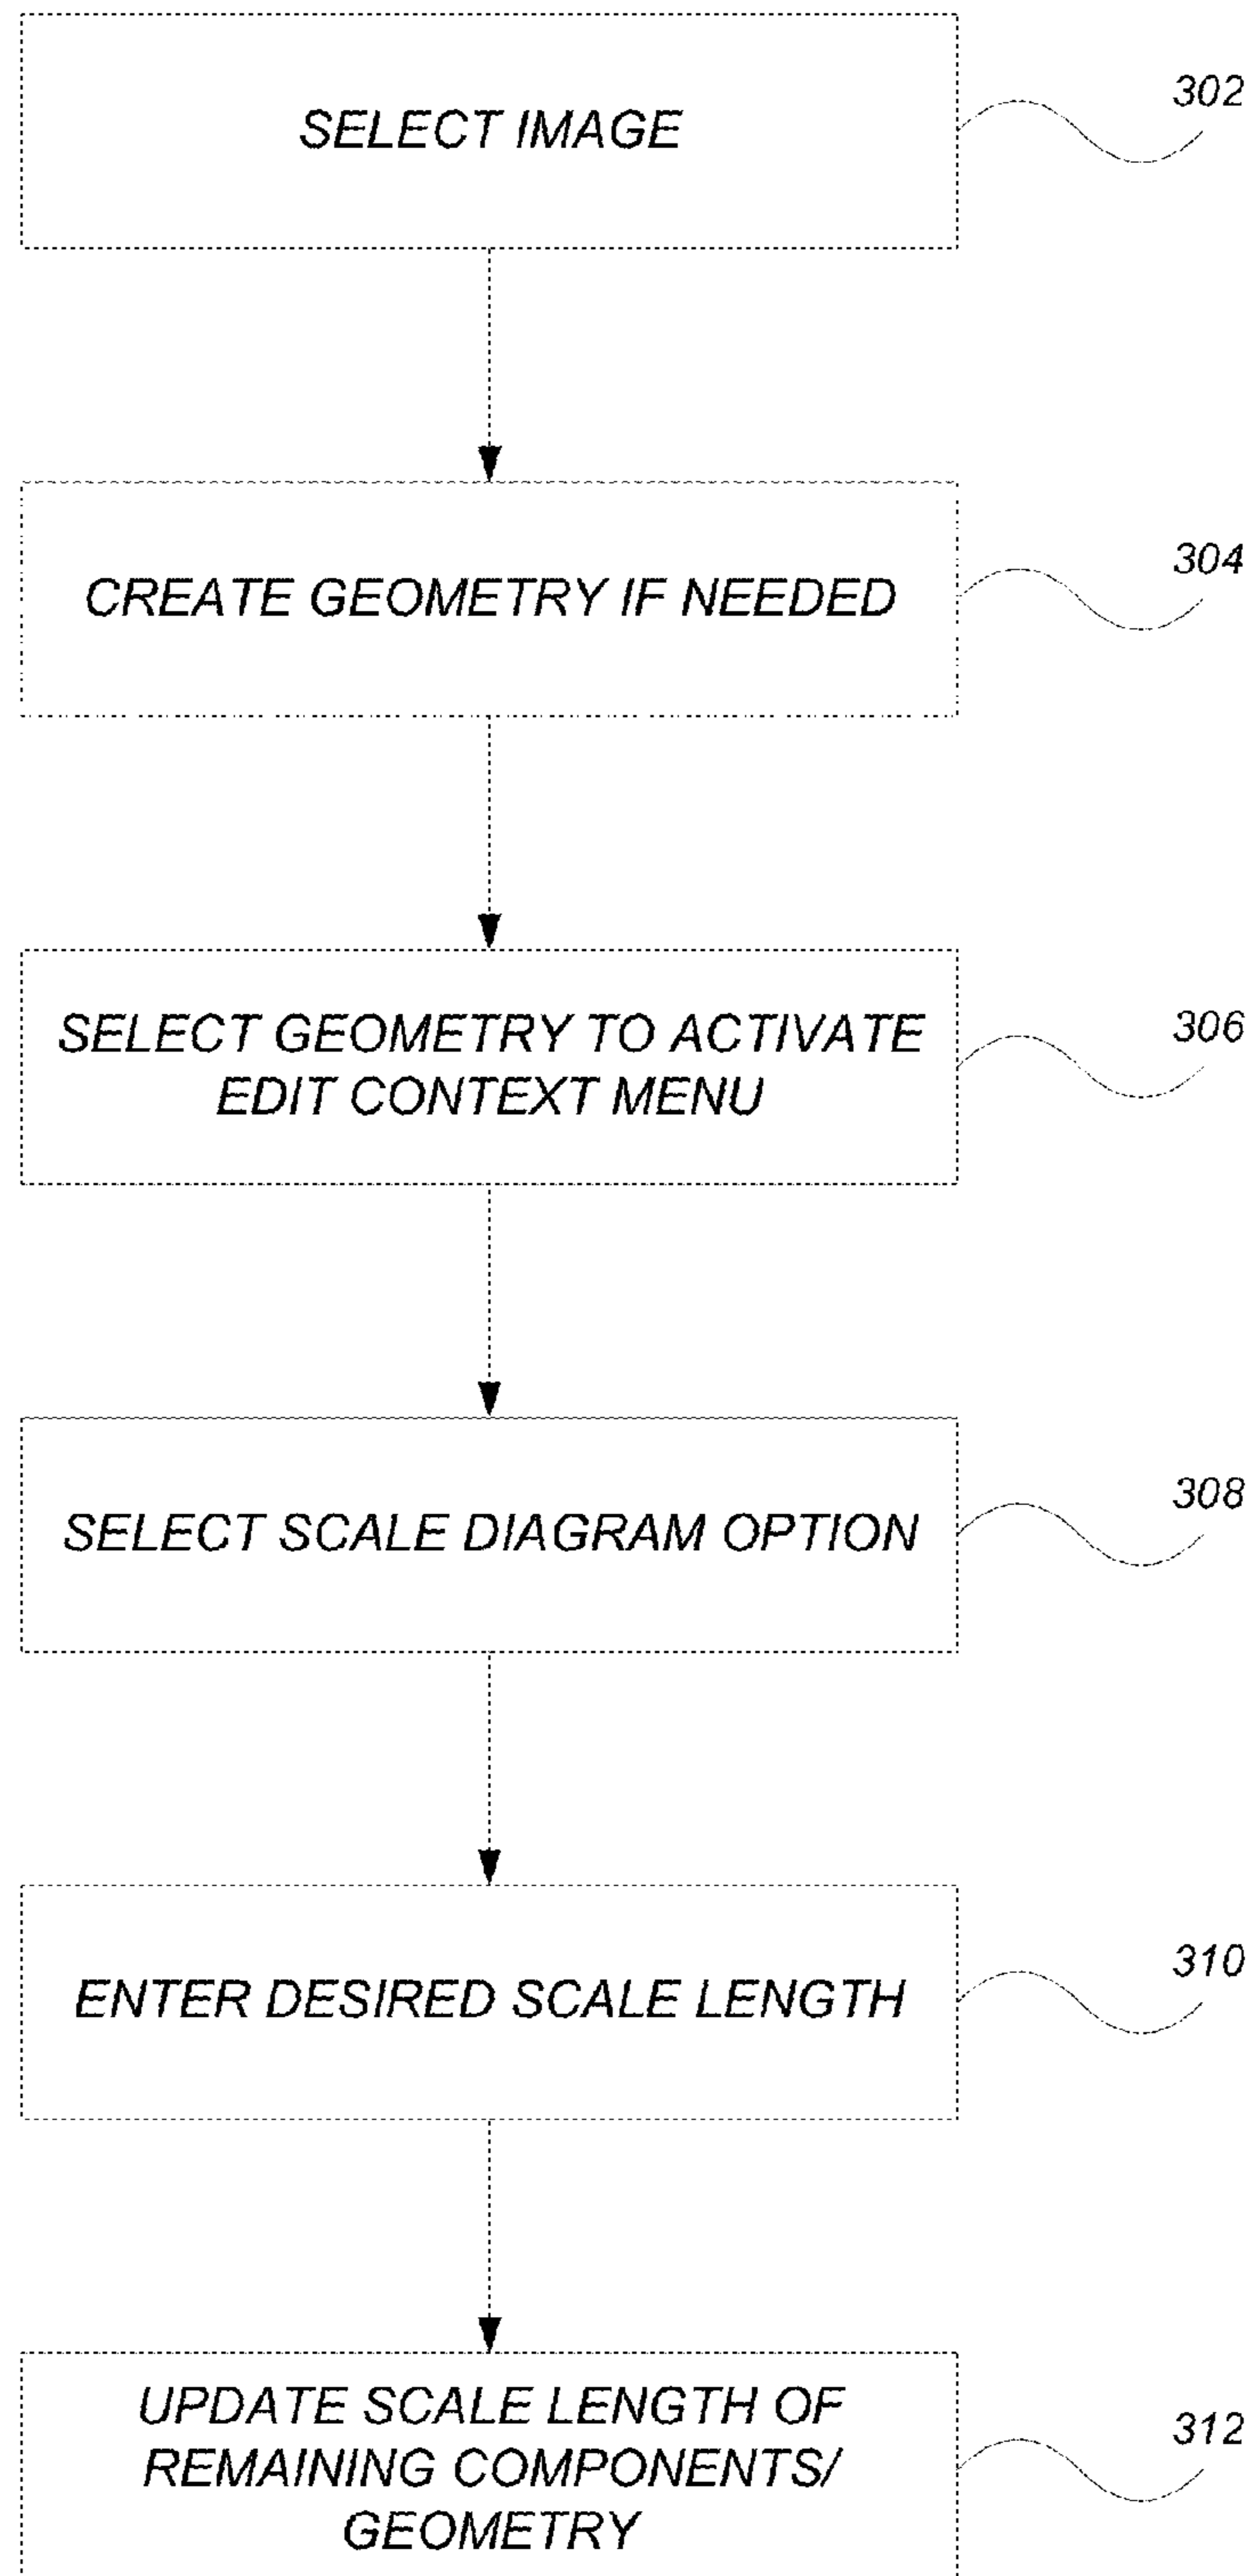 SELECT IMAGE
302
CREATE GEOMETRY IF NEEDED
304
SELECT GEOMETRY TO ACTIVATE
EDIT CONTEXT MENU
306
SELECT SCALE DIAGRAM OPTION
308
ENTER DESIRED SCALE LENGTH
310
UPDATE SCALE LENGTH OF
REMAINING COMPONENTS/
GEOMETRY
312